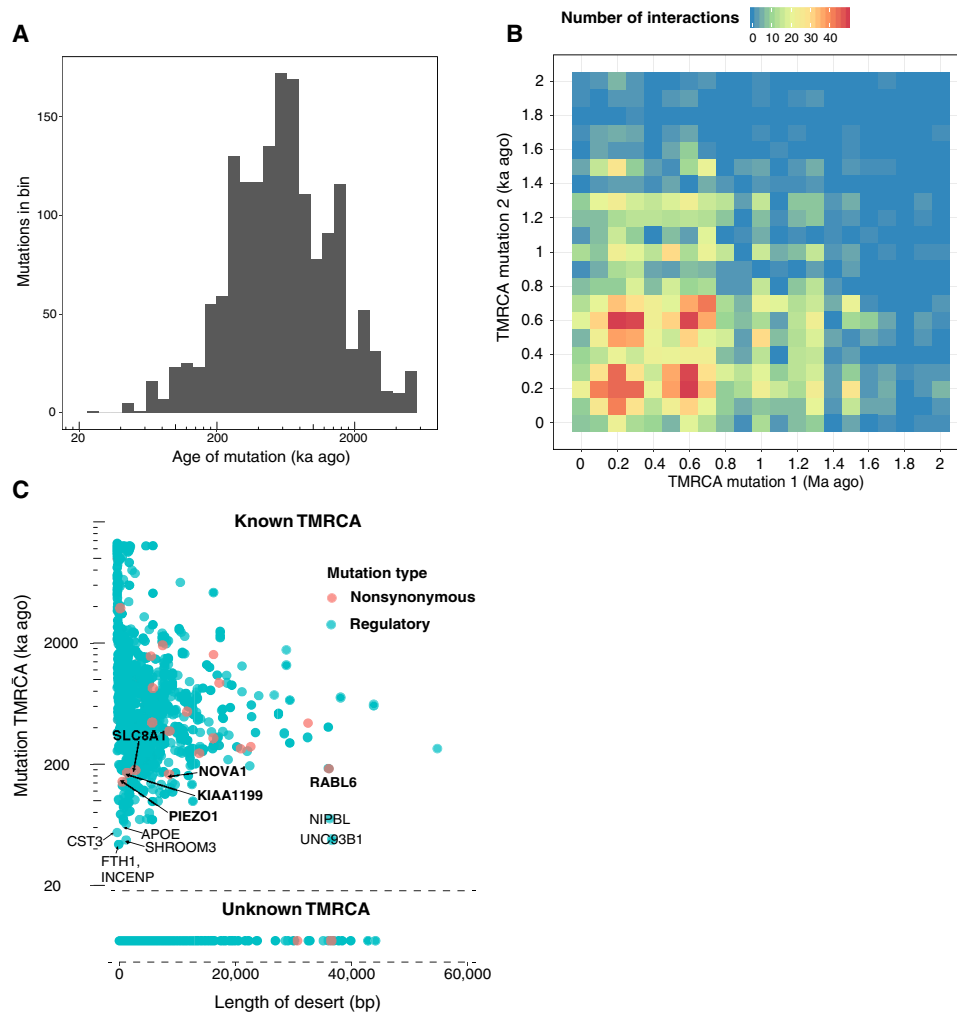 A
Mutations in bin
150
100
50
0
20
200
2000
Age of mutation (ka ago)
Number of interactions
0 10 20 30 40
B
TMRCA mutation 2 (ka ago)
2
1.8
1.6
1.4
1.2
1
0.8
0.6
0.4
0.2
0
0 0.2 0.4 0.6 0.8 1 1.2 1.4 1.6 1.8 2
TMRCA mutation 1 (Ma ago)
C
Known TMRCA
Mutation type
Nonsynonymous
Regulatory
Mutation TMRCA (ka ago)
2000
200
20
SLC8A1
NOVA1
KIAA1199
PIEZO1
RABL6
NIPBL
UNC93B1
CST3
APOE
SHROOM3
FTH1,
INCENP
Unknown TMRCA
0 20,000 40,000 60,000
Length of desert (bp)